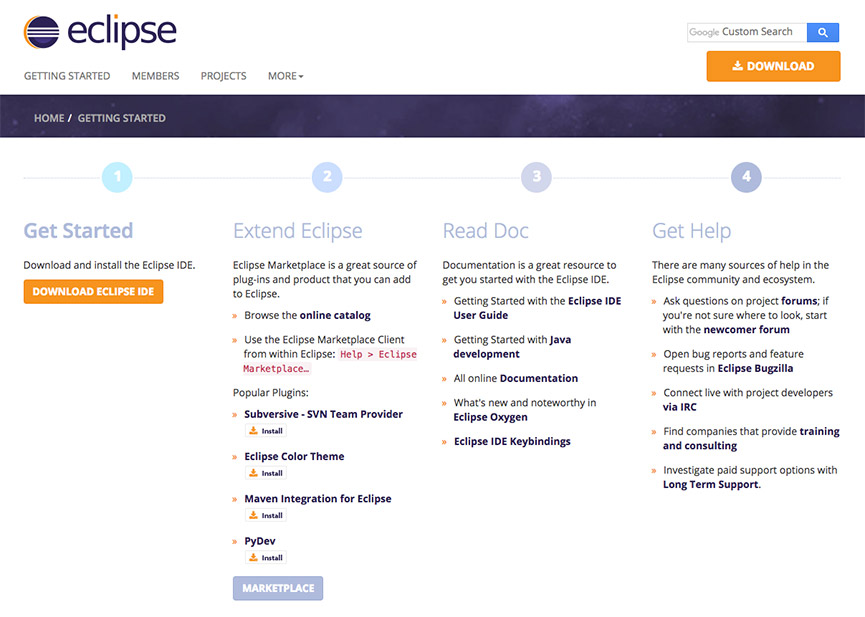 eclipse
Google Custom Search
DOWNLOAD
GETTING STARTED MEMBERS PROJECTS MORE
HOME / GETTING STARTED
1
2
3
4
Get Started
Download and install the Eclipse IDE.
DOWNLOAD ECLIPSE IDE
Extend Eclipse
Eclipse Marketplace is a great source of
plug-ins and product that you can add
to Eclipse.
» Browse the online catalog
» Use the Eclipse Marketplace Client
from within Eclipse: Help > Eclipse
Marketplace…
Popular Plugins:
» Subversive - SVN Team Provider
Install
» Eclipse Color Theme
Install
» Maven Integration for Eclipse
Install
» PyDev
Install
MARKETPLACE
Read Doc
Documentation is a great resource to
get you started with the Eclipse IDE.
» Getting Started with the Eclipse IDE
User Guide
» Getting Started with Java
development
» All online Documentation
» What's new and noteworthy in
Eclipse Oxygen
» Eclipse IDE Keybindings
Get Help
There are many sources of help in the
Eclipse community and ecosystem.
» Ask questions on project forums; if
you're not sure where to look, start
with the newcomer forum
» Open bug reports and feature
requests in Eclipse Bugzilla
» Connect live with project developers
via IRC
» Find companies that provide training
and consulting
» Investigate paid support options with
Long Term Support.